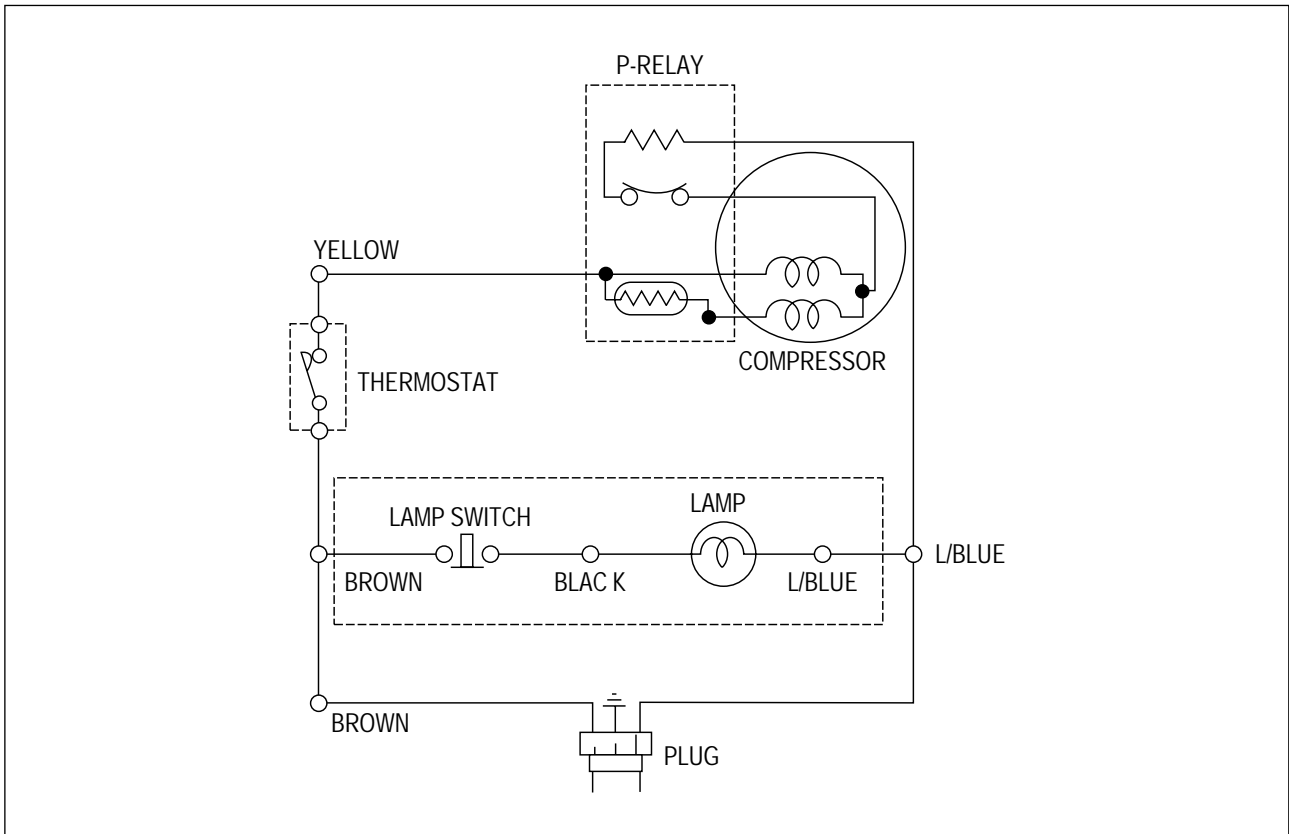 P-RELAY
YELLOW
COMPRESSOR
THERMOSTAT
LAMP SWITCH
LAMP
BROWN
BLAC K
L/BLUE
L/BLUE
BROWN
PLUG